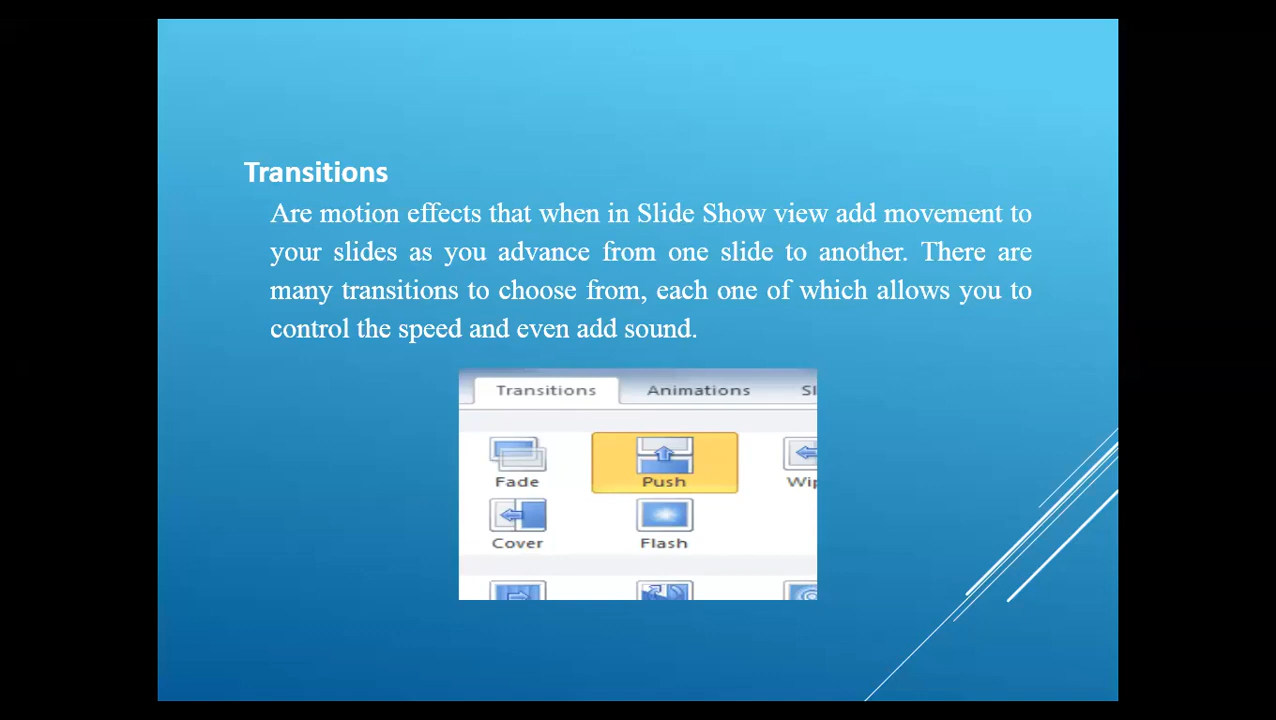 Transitions
Are motion effects that when in Slide Show view add movement to
your slides as you advance from one slide to another. There are
many transitions to choose from, each one of which allows you to
control the speed and even add sound.
Transitions Animations Sl
Fade Push Wip
Cover Flash